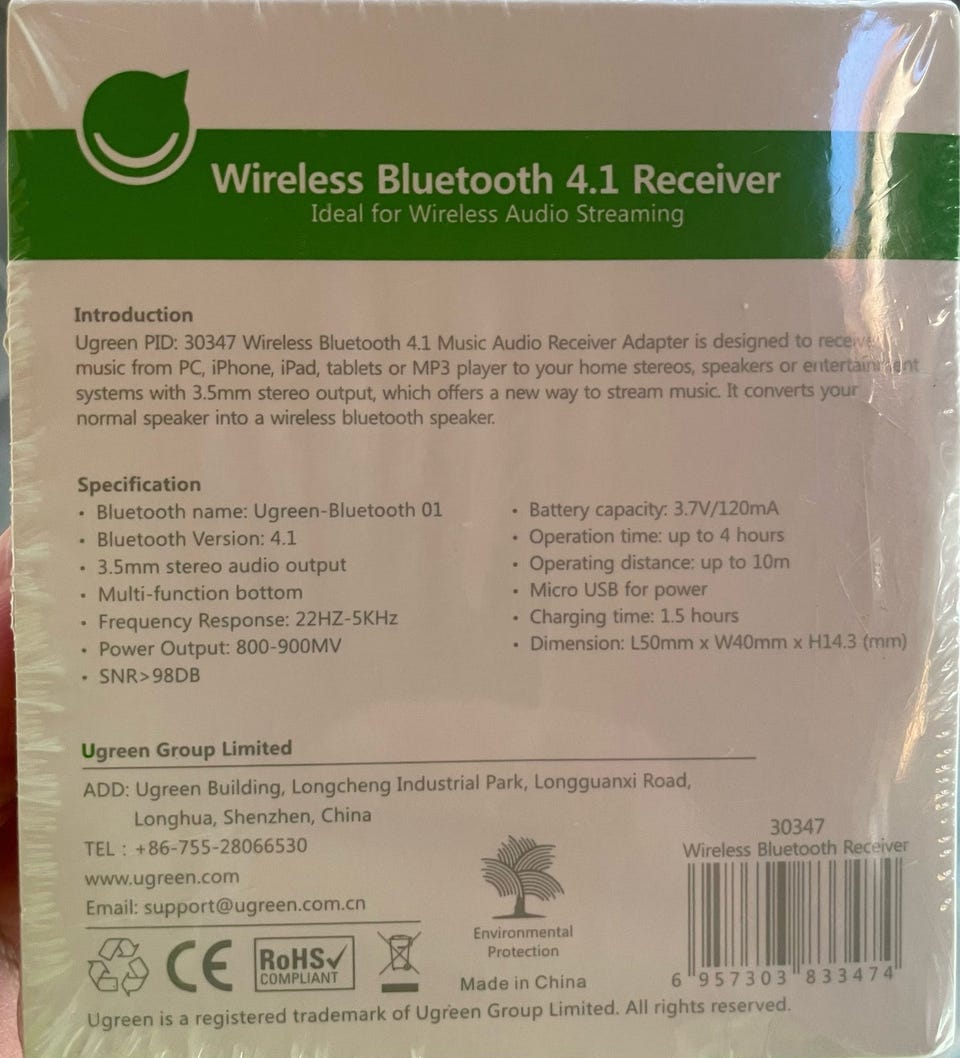 Wireless Bluetooth 4.1 Receiver
Ideal for Wireless Audio Streaming
Introduction
Ugreen PID: 30347 Wireless Bluetooth 4.1 Music Audio Receiver Adapter is designed to receive
music from PC, iPhone, iPad, tablets or MP3 player to your home stereos, speakers or entertainment
systems with 3.5mm stereo output, which offers a new way to stream music. It converts your
normal speaker into a wireless bluetooth speaker.
Specification
• Bluetooth name: Ugreen-Bluetooth 01
• Bluetooth Version: 4.1
• 3.5mm stereo audio output
• Multi-function bottom
• Frequency Response: 22HZ-5KHz
• Power Output: 800-900MV
• SNR>98DB
• Battery capacity: 3.7V/120mA
• Operation time: up to 4 hours
• Operating distance: up to 10m
• Micro USB for power
• Charging time: 1.5 hours
• Dimension: L50mm x W40mm x H14.3 (mm)
Ugreen Group Limited
ADD: Ugreen Building, Longcheng Industrial Park, Longguanxi Road,
Longhua, Shenzhen, China
TEL : +86-755-28066530
www.ugreen.com
Email: support@ugreen.com.cn
CE
RoHS✓
COMPLIANT
Environmental
Protection
Made in China
30347
Wireless Bluetooth Receiver
6 957303 833474
Ugreen is a registered trademark of Ugreen Group Limited. All rights reserved.